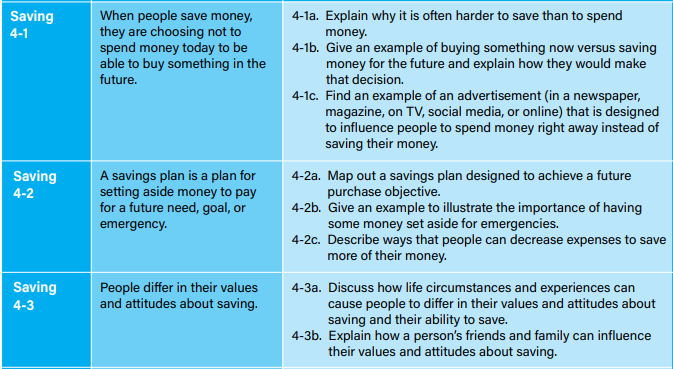 Saving
4-1
When people save money,
they are choosing not to
spend money today to be
able to buy something in the
future.
4-1a. Explain why it is often harder to save than to spend
money.
4-1b. Give an example of buying something now versus saving
money for the future and explain how they would make
that decision.
4-1c. Find an example of an advertisement (in a newspaper,
magazine, on TV, social media, or online) that is designed
to influence people to spend money right away instead of
saving their money.
Saving
4-2
A savings plan is a plan for
setting aside money to pay
for a future need, goal, or
emergency.
4-2a. Map out a savings plan designed to achieve a future
purchase objective.
4-2b. Give an example to illustrate the importance of having
some money set aside for emergencies.
4-2c. Describe ways that people can decrease expenses to save
more of their money.
Saving
4-3
People differ in their values
and attitudes about saving.
4-3a. Discuss how life circumstances and experiences can
cause people to differ in their values and attitudes about
saving and their ability to save.
4-3b. Explain how a person's friends and family can influence
their values and attitudes about saving.